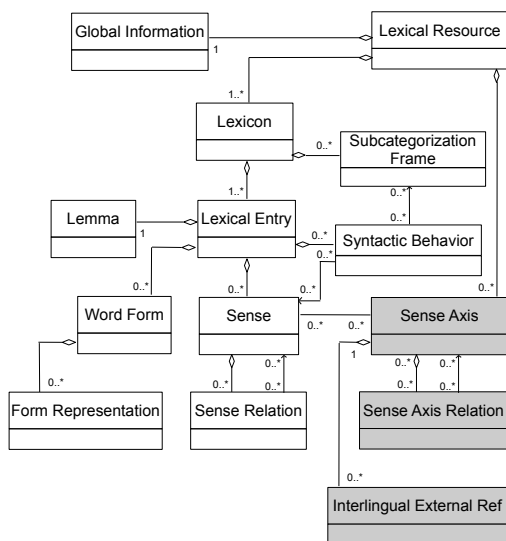 Global Information
Lexical Resource
1
1..*
Lexicon
0..*
Subcategorization
Frame
1..*
0..*
0..*
Lemma
1
Lexical Entry
0..*
Syntactic Behavior
0..*
0..*
0..*
0..*
Word Form
Sense
0..*
0..*
Sense Axis
1
0..*
0..*
0..*
0..*
0..*
Form Representation
Sense Relation
Sense Axis Relation
0..*
Interlingual External Ref